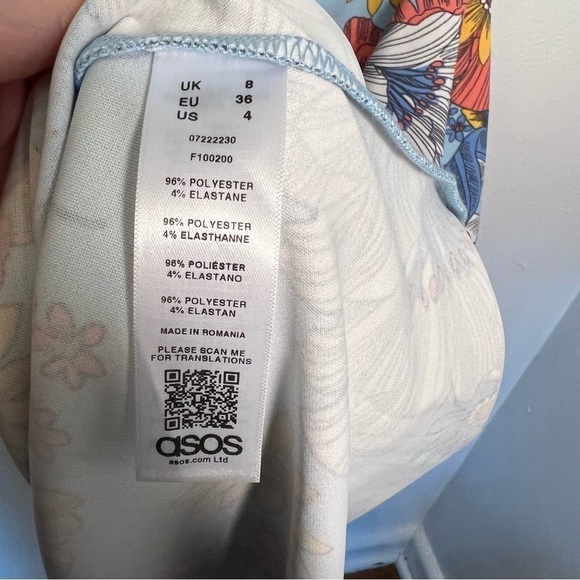 UK 8
EU 36
US 4
07222230
F100200
96% POLYESTER
4% ELASTANE
96% POLYESTER
4% ELASTHANNE
96% POLIÉSTER
4% ELASTANO
96% POLYESTER
4% ELASTAN
MADE IN ROMANIA
PLEASE SCAN ME
FOR TRANSLATIONS
asos
asos.com Ltd